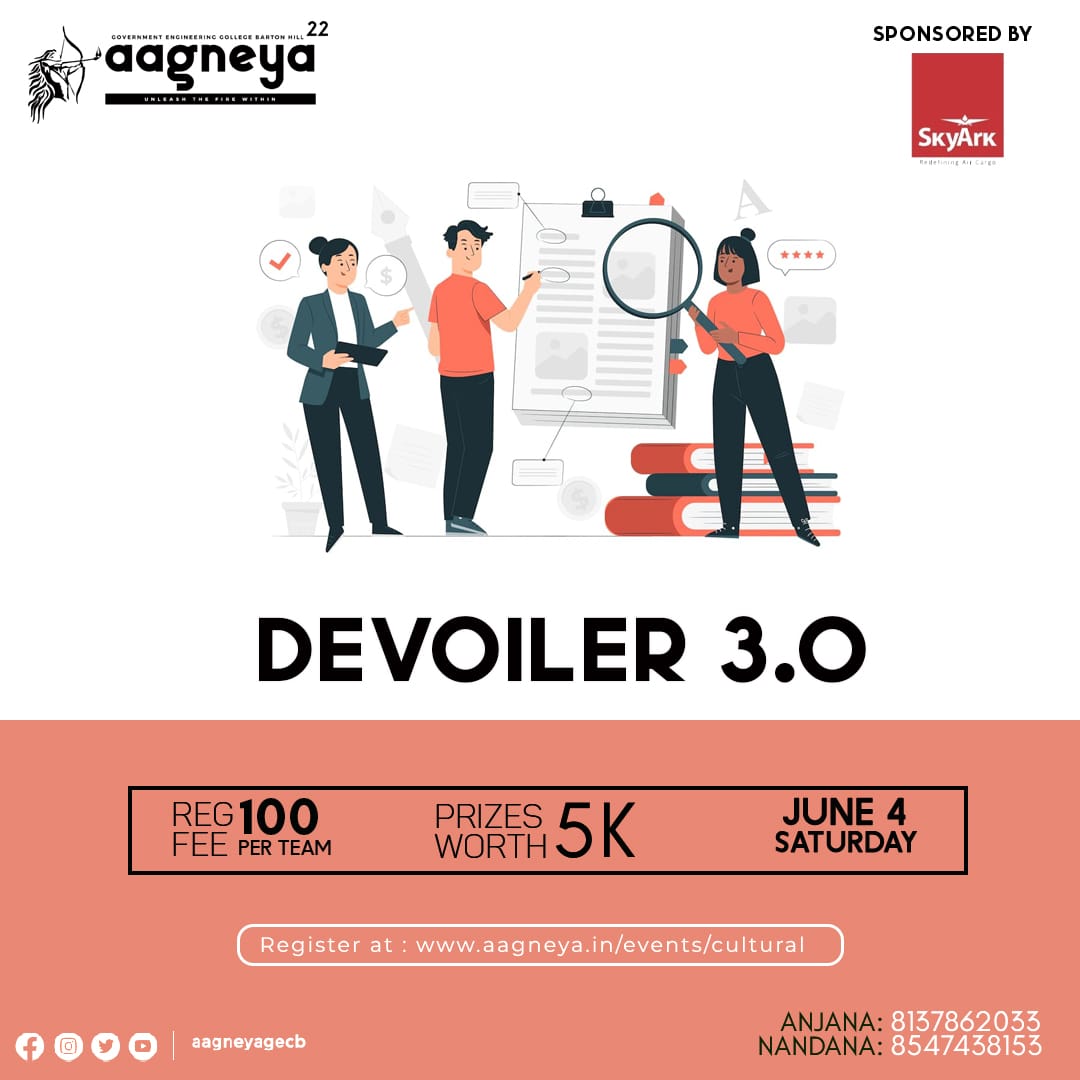 GOVERNMENT ENGINEERING COLLEGE BARTON HILL
aagneya 22
UNLEASH THE FIRE WITHIN
SPONSORED BY
SKYARK
Redefining Air Cargo
A
DEVOILER 3.0
REG FEE 100 PER TEAM
PRIZES WORTH 5K
JUNE 4
SATURDAY
Register at : www.aagneya.in/events/cultural
aagneyagecb
ANJANA: 8137862033
NANDANA: 8547438153